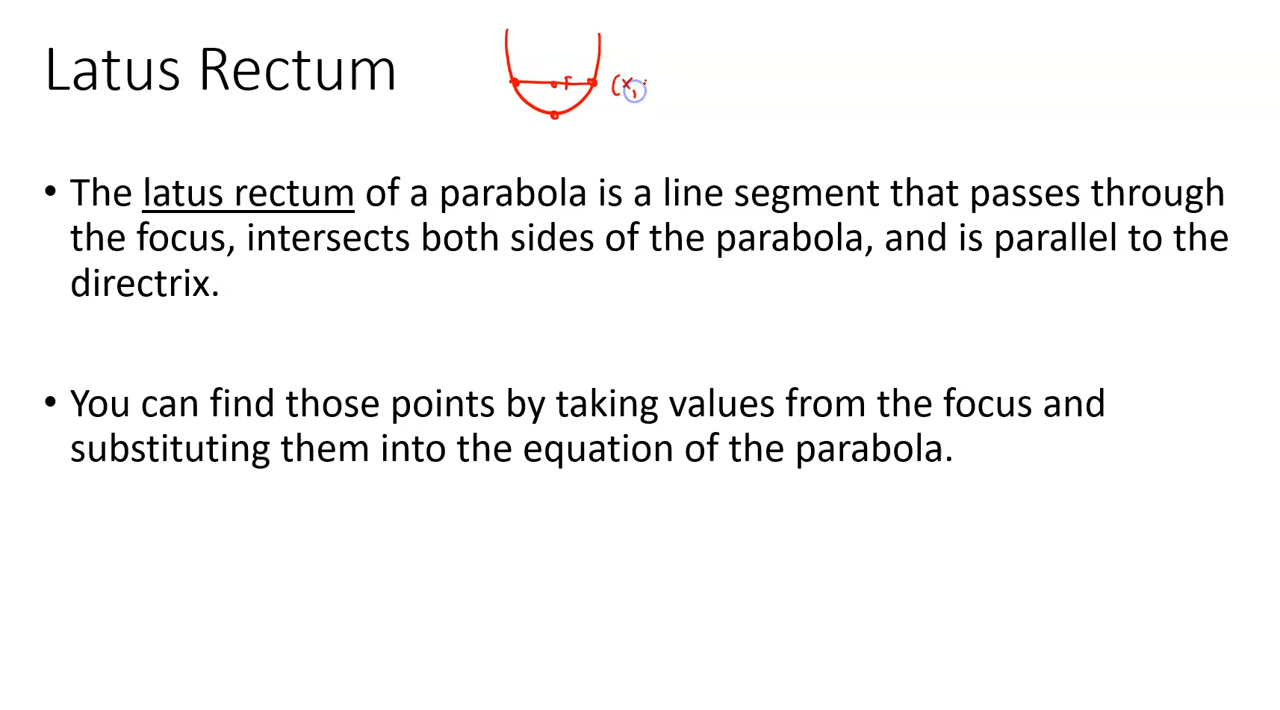 Latus Rectum
F
(x,
• The latus rectum of a parabola is a line segment that passes through
the focus, intersects both sides of the parabola, and is parallel to the
directrix.
• You can find those points by taking values from the focus and
substituting them into the equation of the parabola.